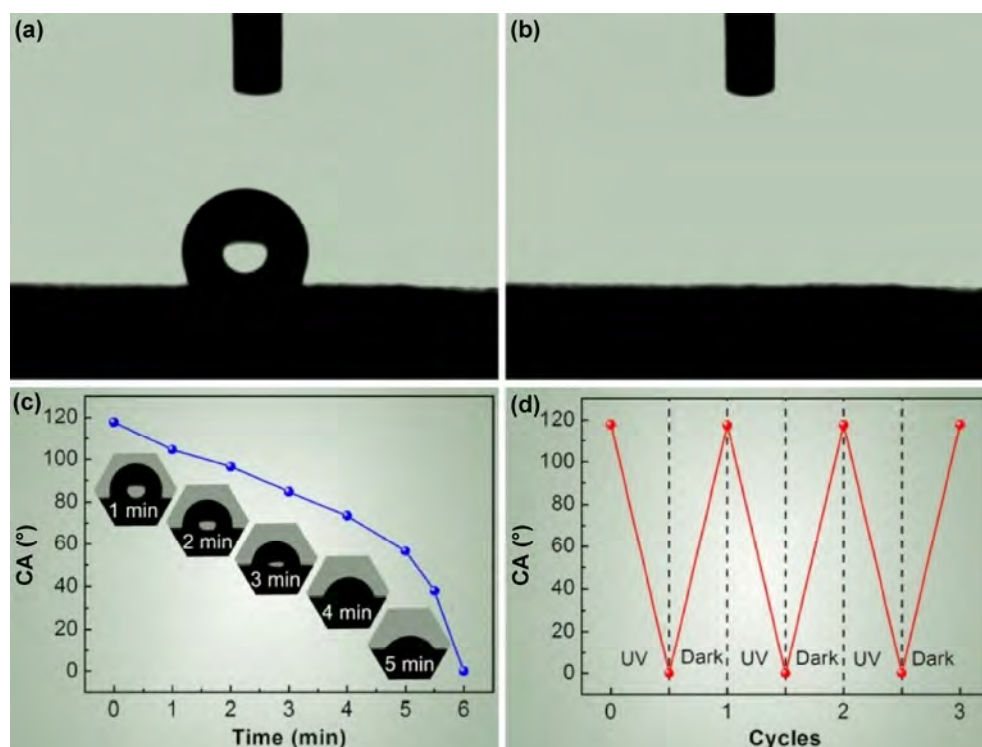 (a)
(b)
(c)
CA (°)
120
100
80
60
40
20
0
1 min
2 min
3 min
4 min
5 min
0 1 2 3 4 5 6
Time (min)
(d)
CA (°)
120
100
80
60
40
20
0
UV Dark UV Dark UV Dark
0 1 2 3
Cycles